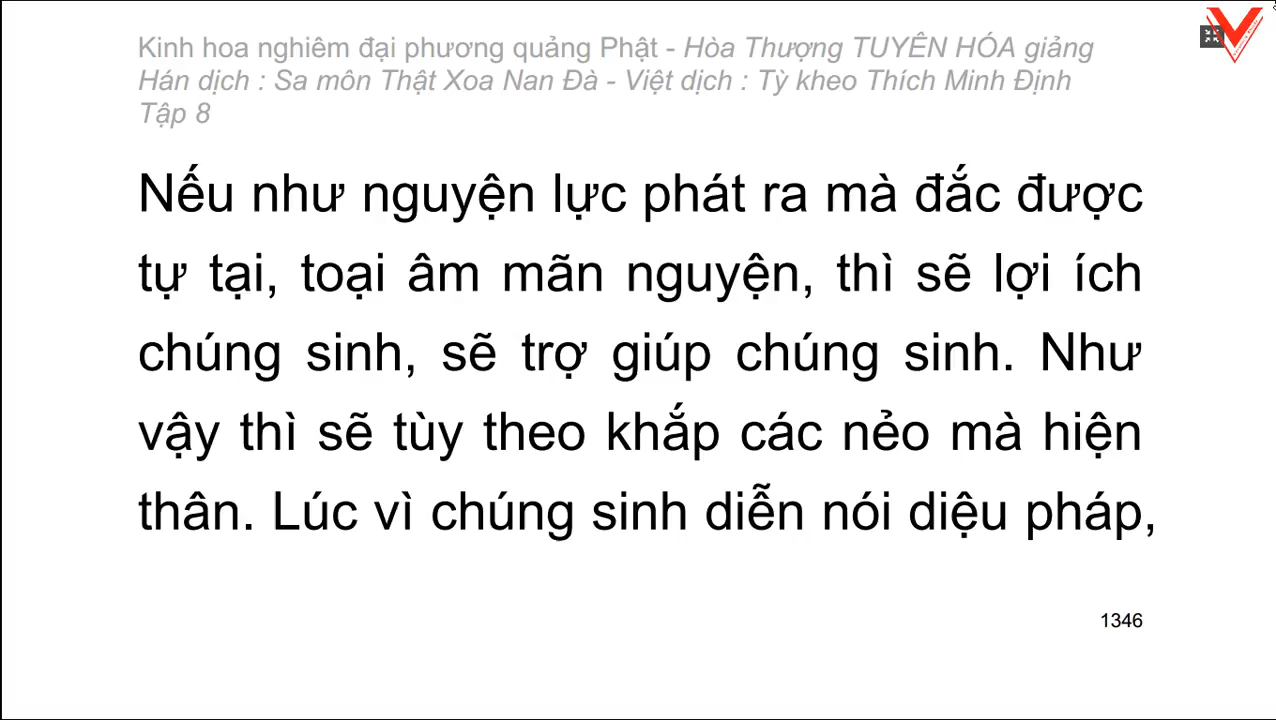 Kinh hoa nghiêm đại phương quảng Phật - Hòa Thượng TUYÊN HÓA giảng
Hán dịch : Sa môn Thật Xoa Nan Đà - Việt dịch : Tỳ kheo Thích Minh Định
Tập 8
Nếu như nguyện lực phát ra mà đắc được
tự tại, toại âm mãn nguyện, thì sẽ lợi ích
chúng sinh, sẽ trợ giúp chúng sinh. Như
vậy thì sẽ tùy theo khắp các nẻo mà hiện
thân. Lúc vì chúng sinh diễn nói diệu pháp,
1346